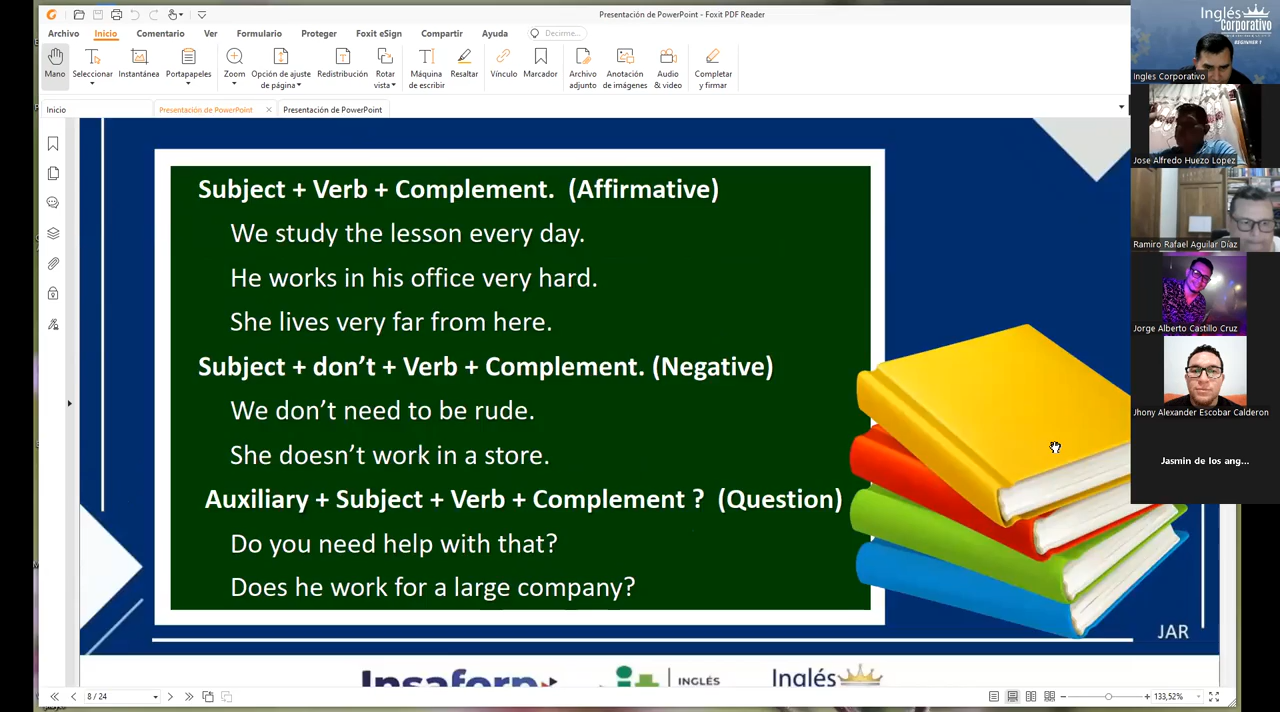 Presentación de PowerPoint - Foxit PDF Reader
Archivo Inicio Comentario Ver Formulario Proteger Foxit eSign Compartir Ayuda Decirme...
Mano Seleccionar Instantánea Portapapeles Zoom Opción de ajuste de página Redistribución Rotar vista Máquina de escribir Resaltar Vínculo Marcador Archivo adjunto Anotación de imágenes Audio & video Completar y firmar
Inicio Presentación de PowerPoint Presentación de PowerPoint
Subject + Verb + Complement. (Affirmative)
We study the lesson every day.
He works in his office very hard.
She lives very far from here.
Subject + don’t + Verb + Complement. (Negative)
We don’t need to be rude.
She doesn’t work in a store.
Auxiliary + Subject + Verb + Complement ? (Question)
Do you need help with that?
Does he work for a large company?
JAR
Insaforp INGLÉS Inglés
8 / 24
133,52%
Inglés
Corporativo
BEGINNER 1
Ingles Corporativo
Jose Alfredo Huezo Lopez
Ramiro Rafael Aguilar Díaz
Jorge Alberto Castillo Cruz
Jhony Alexander Escobar Calderon
Jasmin de los ang...